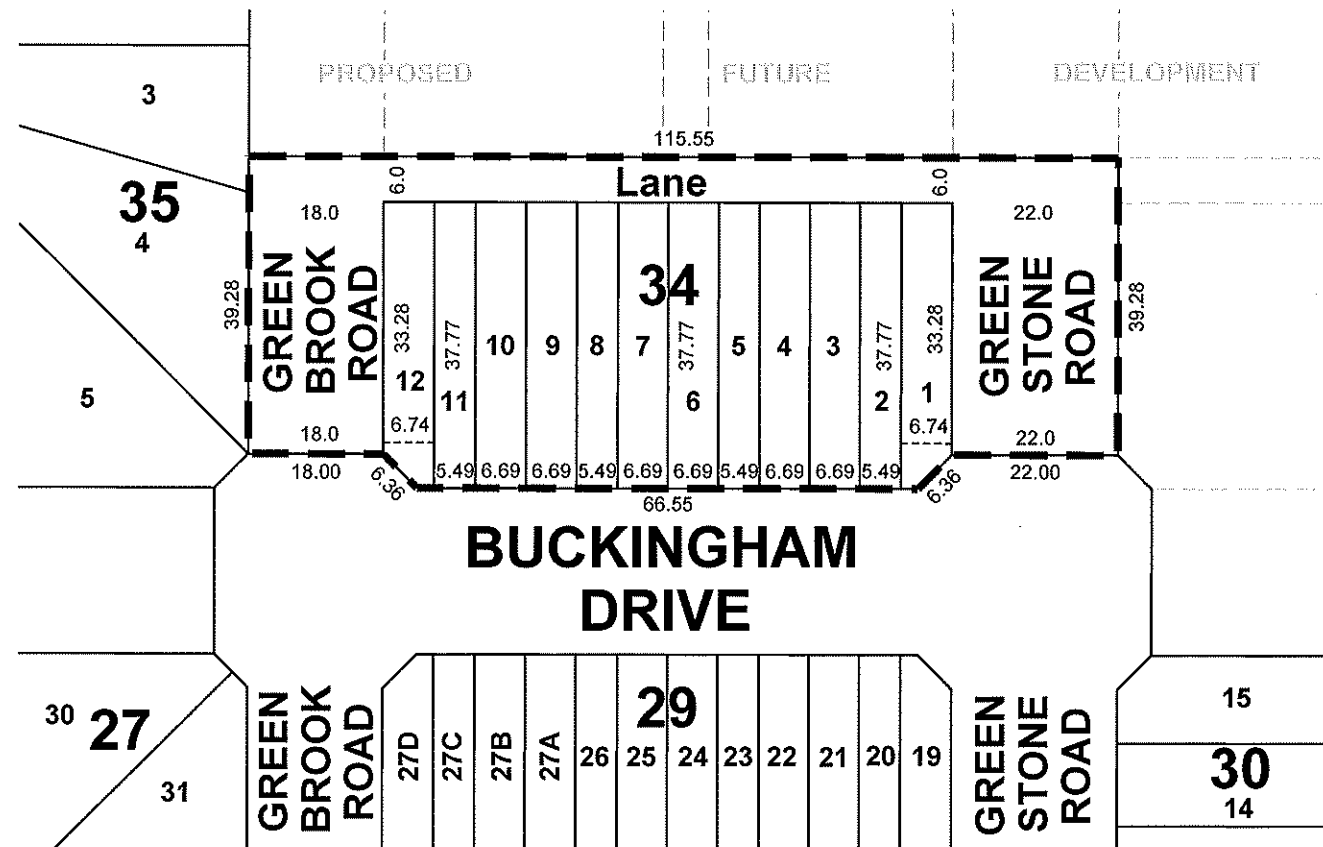 PROPOSED FUTURE DEVELOPMENT
3
115.55
6.0 Lane 6.0
35
4
18.0
22.0
34
GREEN
BROOK
ROAD
GREEN
STONE
ROAD
39.28
39.28
33.28
37.77
37.77
37.77
33.28
12 11 10 9 8 7 6 5 4 3 2 1
5
6.74
6.74
18.0
22.0
18.00
6.36
5.49 6.69 6.69 5.49 6.69 6.69 5.49 6.69 6.69 5.49
6.36
22.00
66.55
BUCKINGHAM
DRIVE
30 27
31
GREEN
BROOK
ROAD
29
27D 27C 27B 27A 26 25 24 23 22 21 20 19
GREEN
STONE
ROAD
15
30
14